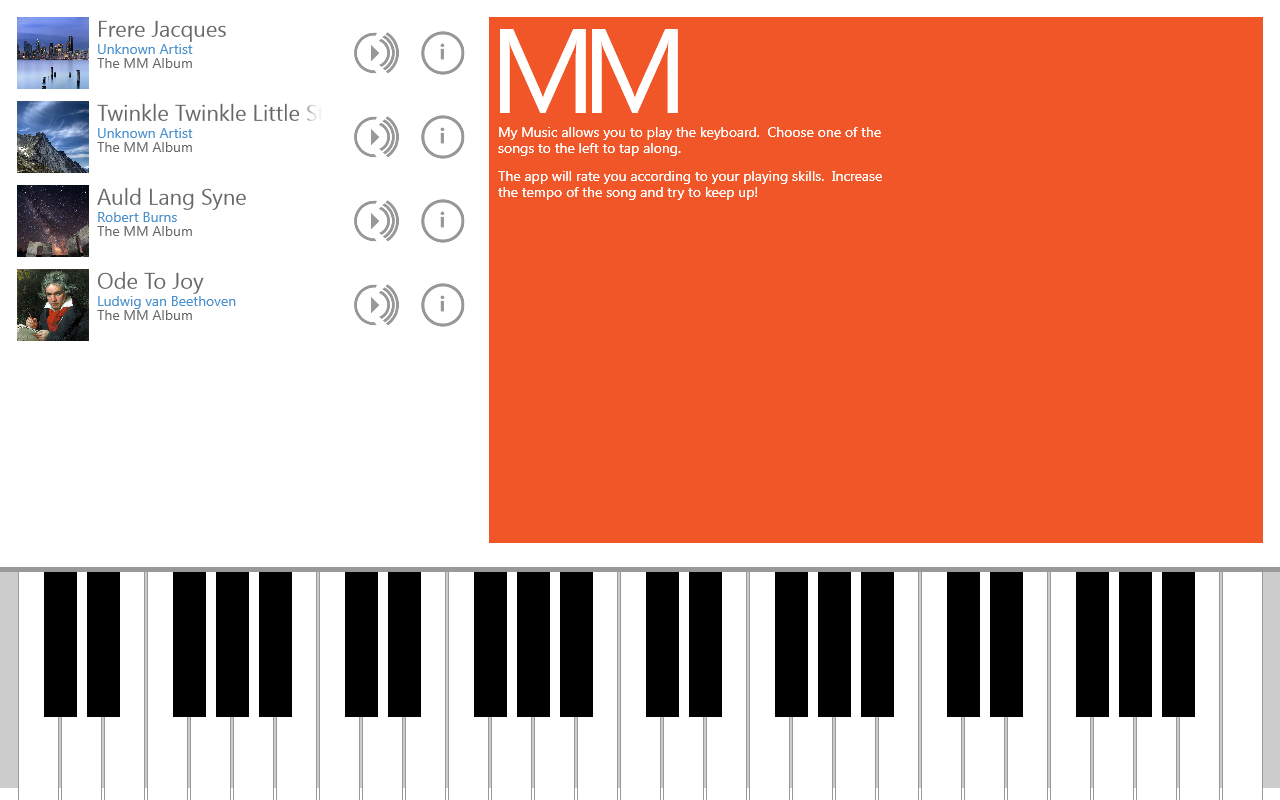 Frere Jacques
Unknown Artist
The MM Album
Twinkle Twinkle Little St
Unknown Artist
The MM Album
Auld Lang Syne
Robert Burns
The MM Album
Ode To Joy
Ludwig van Beethoven
The MM Album
MM
My Music allows you to play the keyboard.  Choose one of the
songs to the left to tap along.
The app will rate you according to your playing skills.  Increase
the tempo of the song and try to keep up!